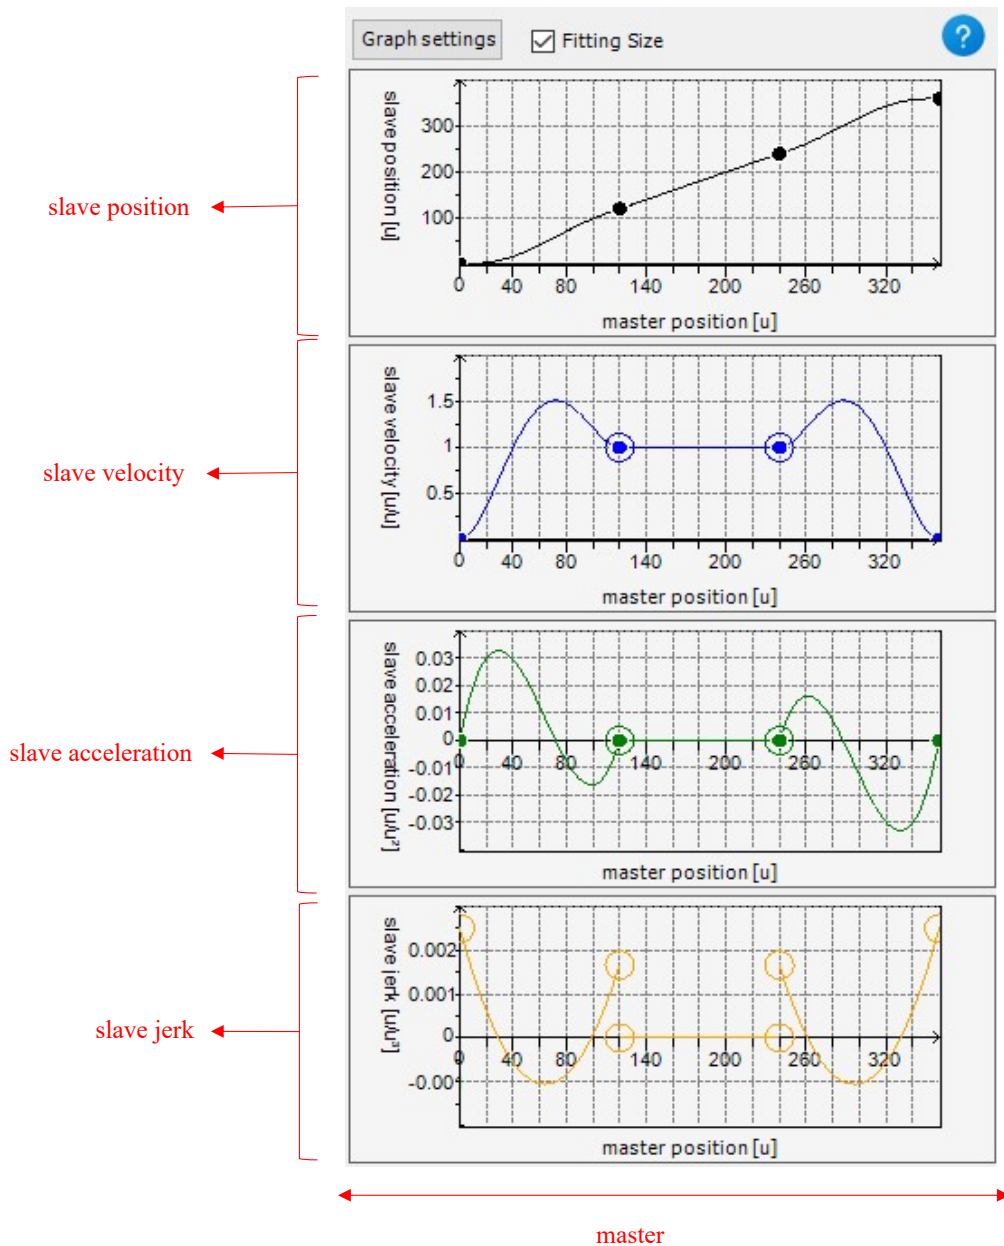 Graph settings
Fitting Size
?
slave position
slave position [u]
300
200
100
0 40 80 140 200 260 320
master position [u]
slave velocity
slave velocity [u/u]
1.5
1
0.5
0 40 80 140 200 260 320
master position [u]
slave acceleration
slave acceleration [u/u²]
0.03
0.02
0.01
0
-0.01
-0.02
-0.03
40 80 140 200 260 320
master position [u]
slave jerk
slave jerk [u/u³]
0.002
0.001
0
0 40 80 140 200 260 320
-0.00
master position [u]
master